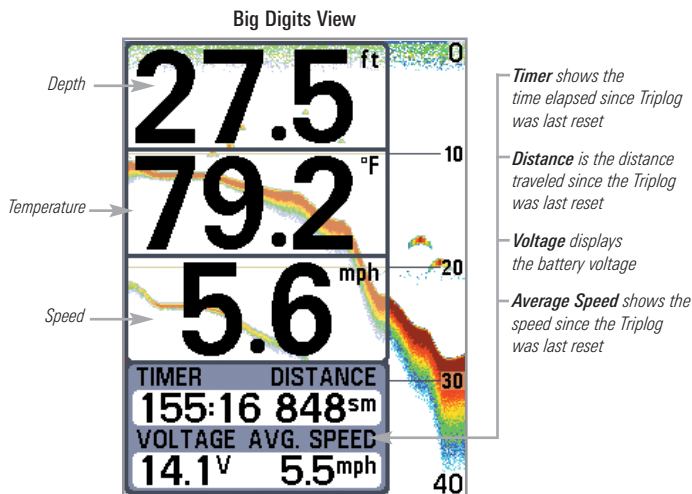 Big Digits View
Depth
27.5 ft
Temperature
79.2 °F
Speed
5.6 mph
TIMER DISTANCE
155:16 848sm
VOLTAGE AVG. SPEED
14.1V 5.5mph
0
10
20
30
40
Timer shows the
time elapsed since Triplog
was last reset
Distance is the distance
traveled since the Triplog
was last reset
Voltage displays
the battery voltage
Average Speed shows the
speed since the Triplog
was last reset